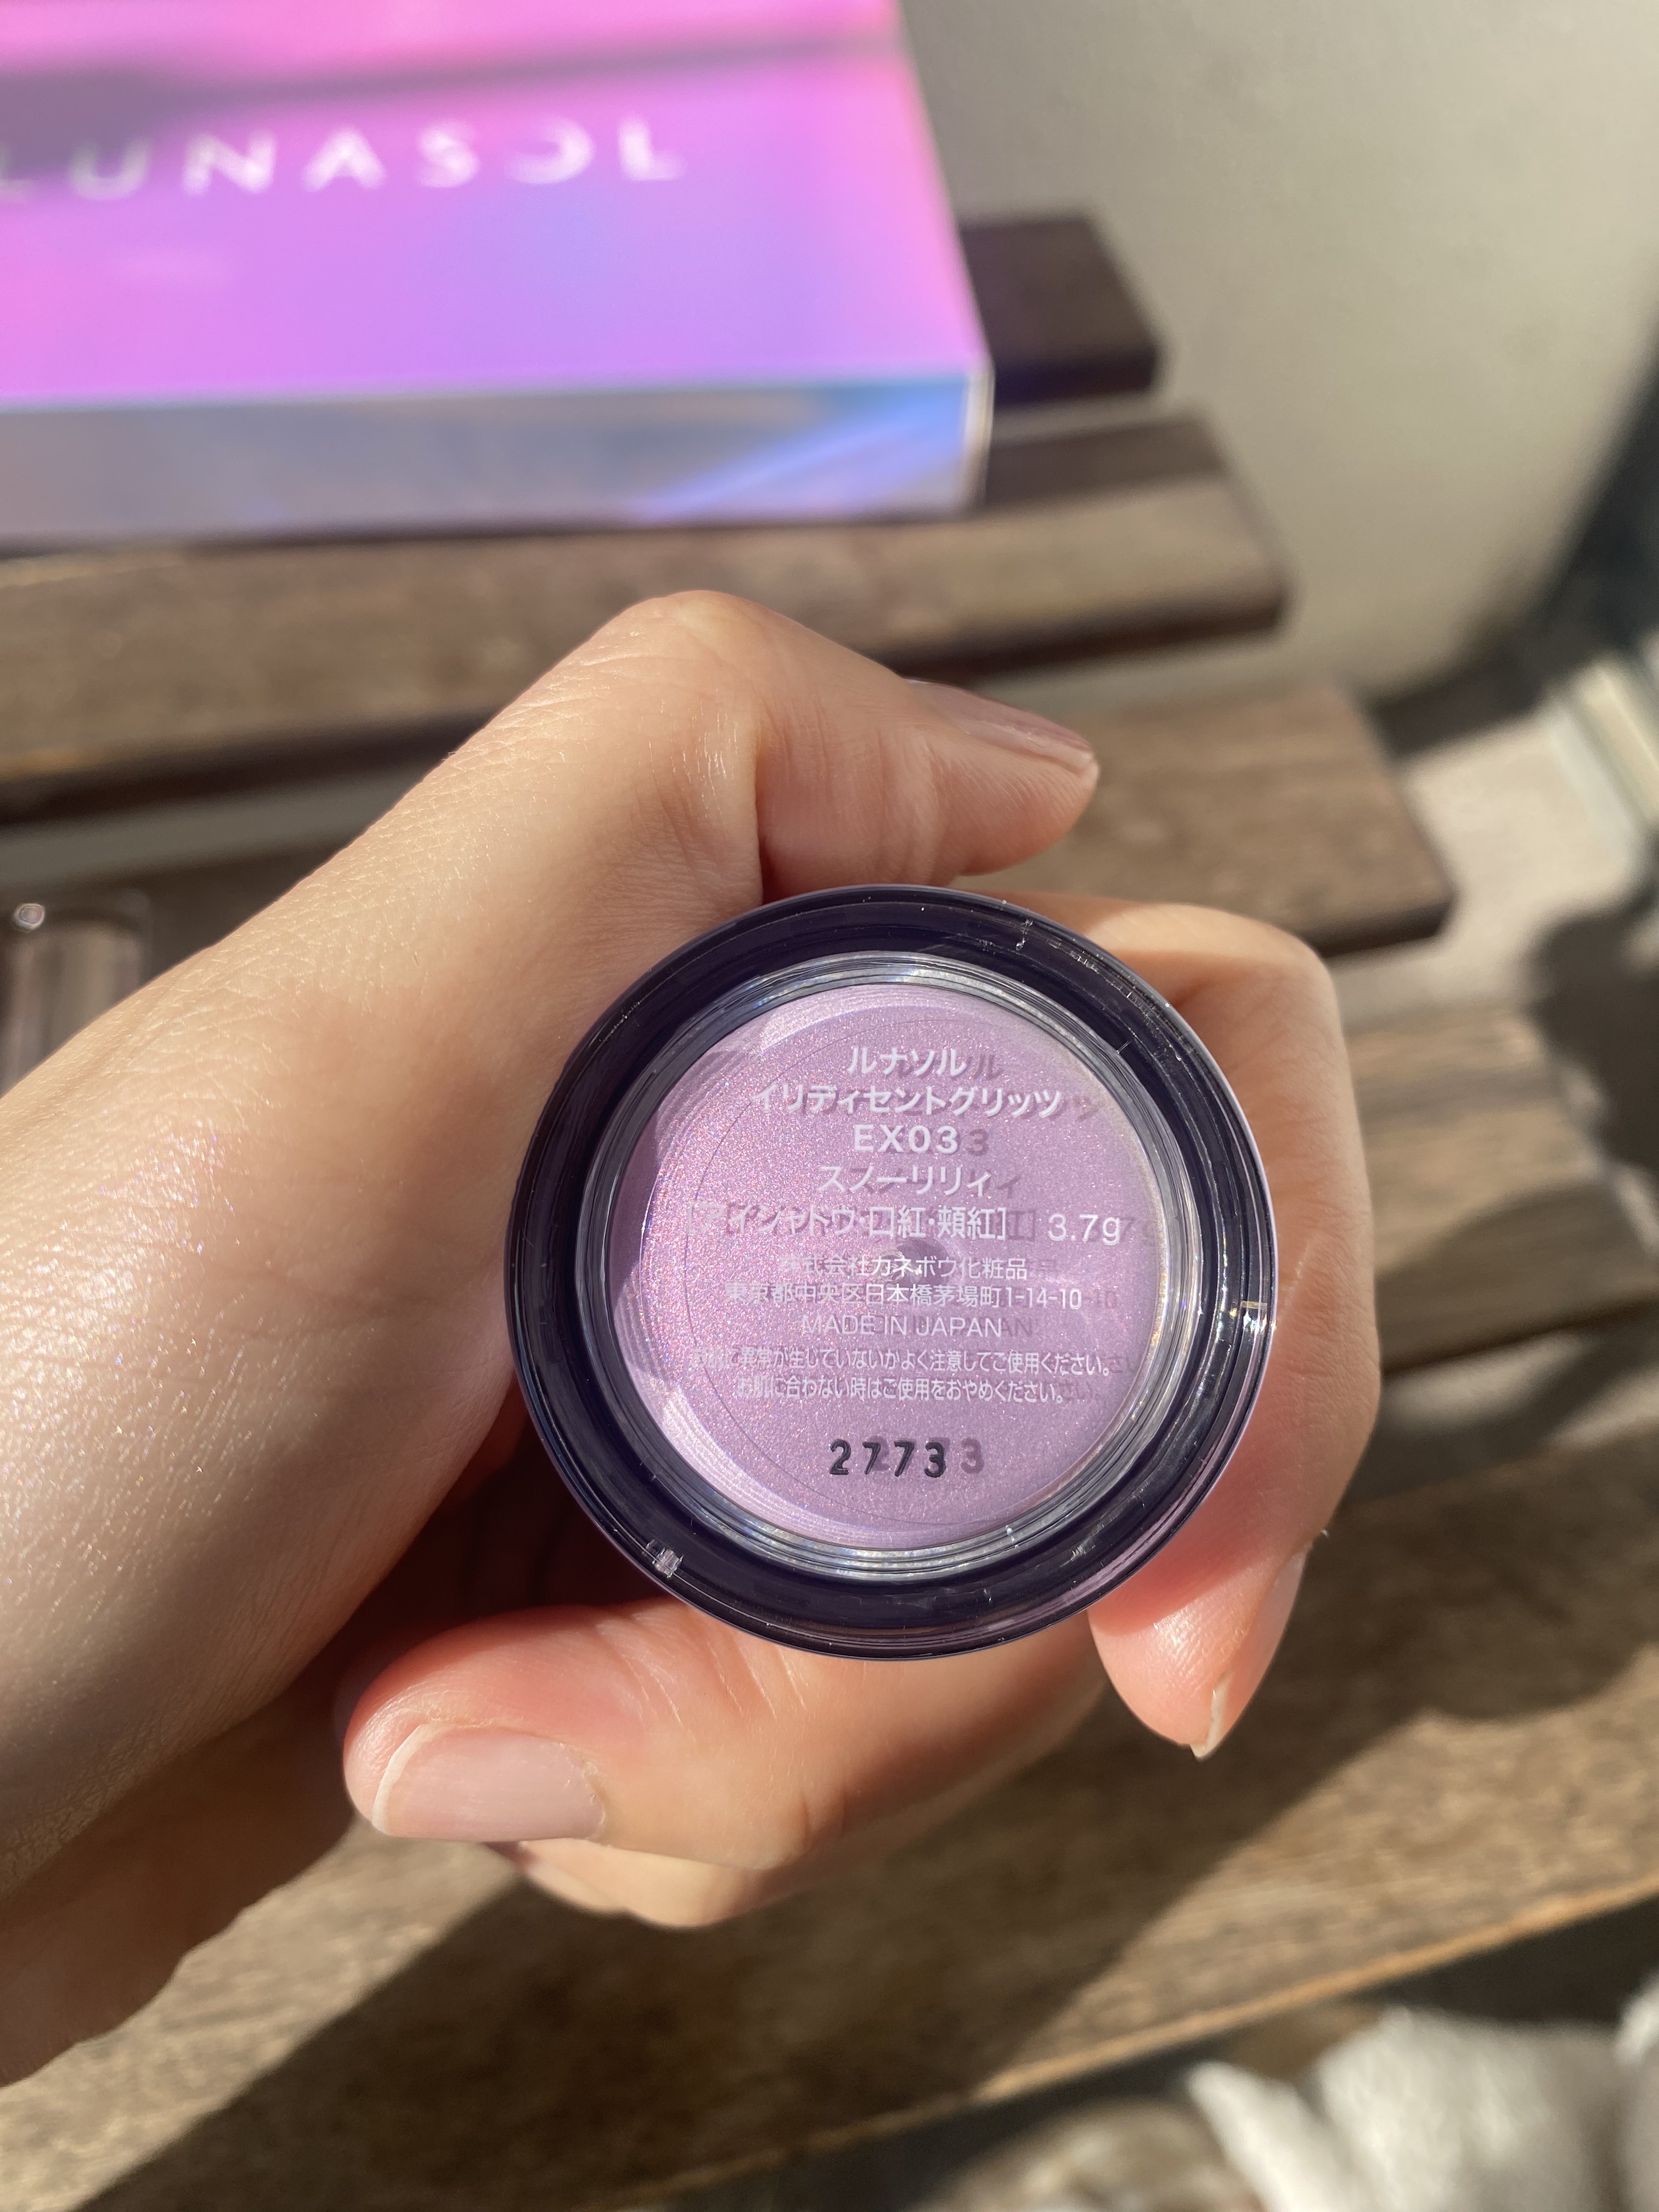 LUNASOL
ルナソル
イリディセントグリッツ
EX03
スノーリリィ
[アイシャドウ・口紅・頬紅] 3.7g
株式会社カネボウ化粧品
東京都中央区日本橋茅場町1-14-10
MADE IN JAPAN
お肌に異常が生じていないかよく注意してご使用ください。
お肌に合わない時はご使用をおやめください。
2773